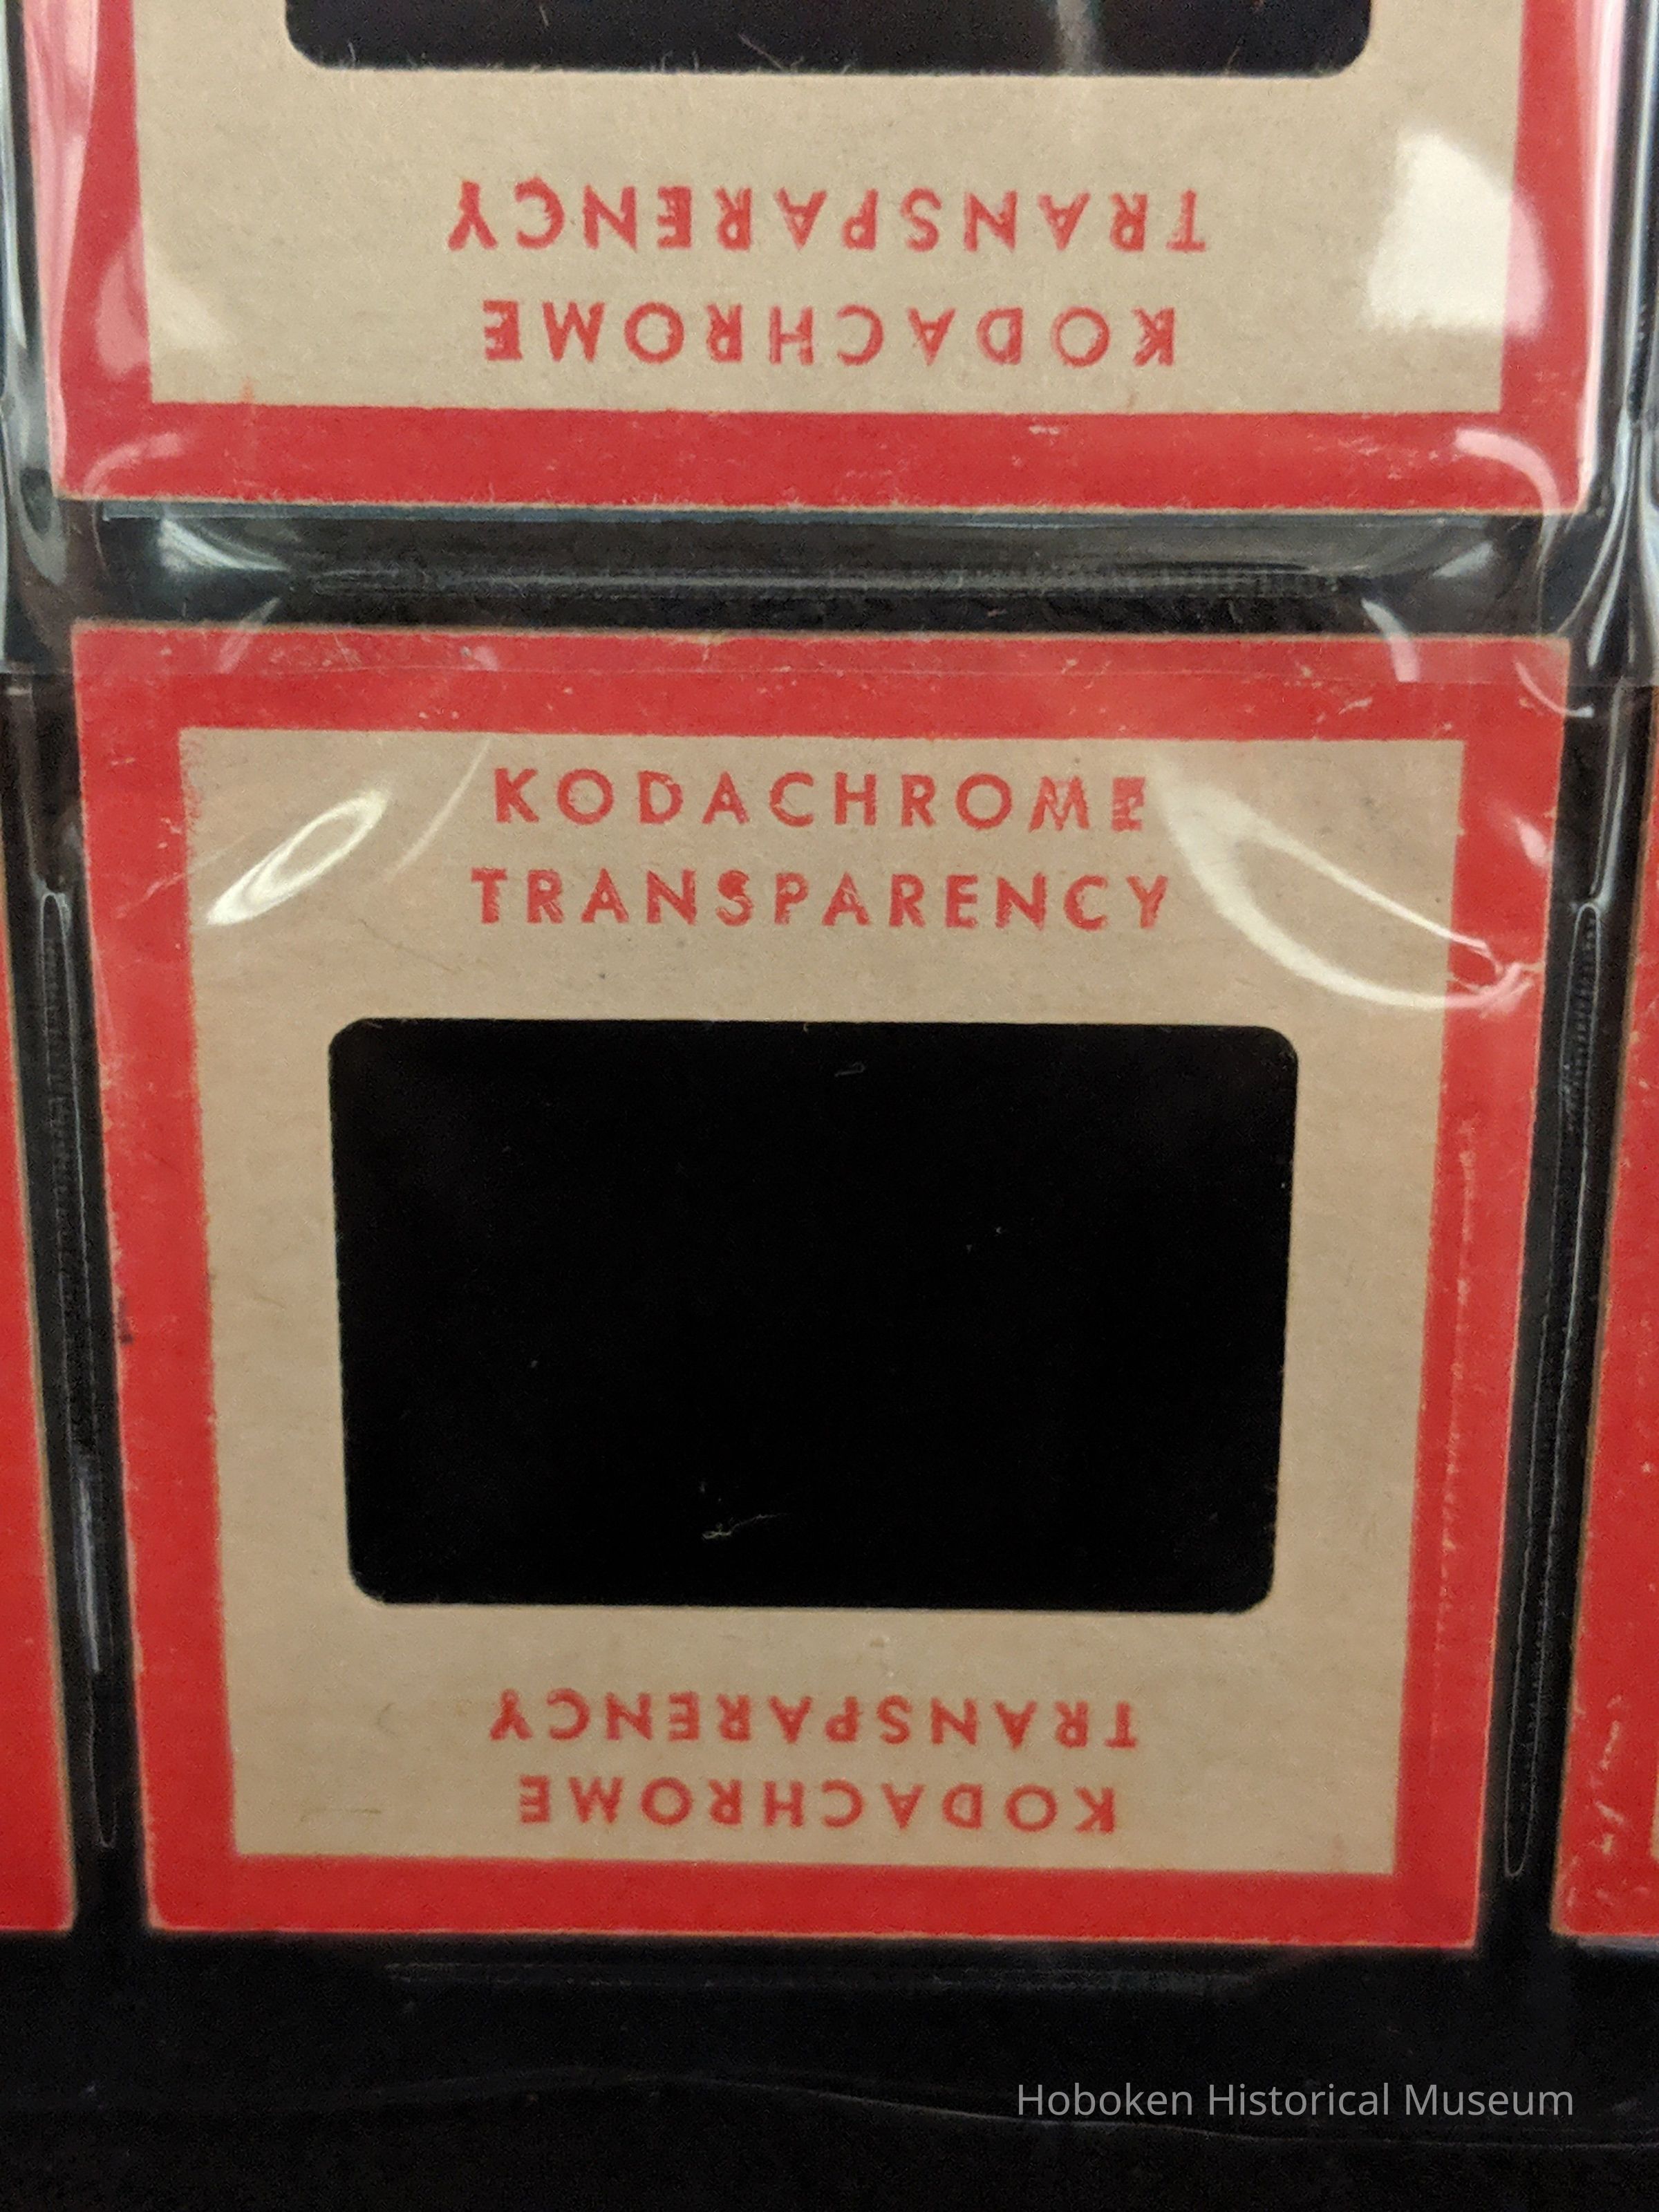 TRANSPARENCY
KODACHROME
KODACHROME
TRANSPARENCY
TRANSPARENCY
KODACHROME
Hoboken Historical Museum